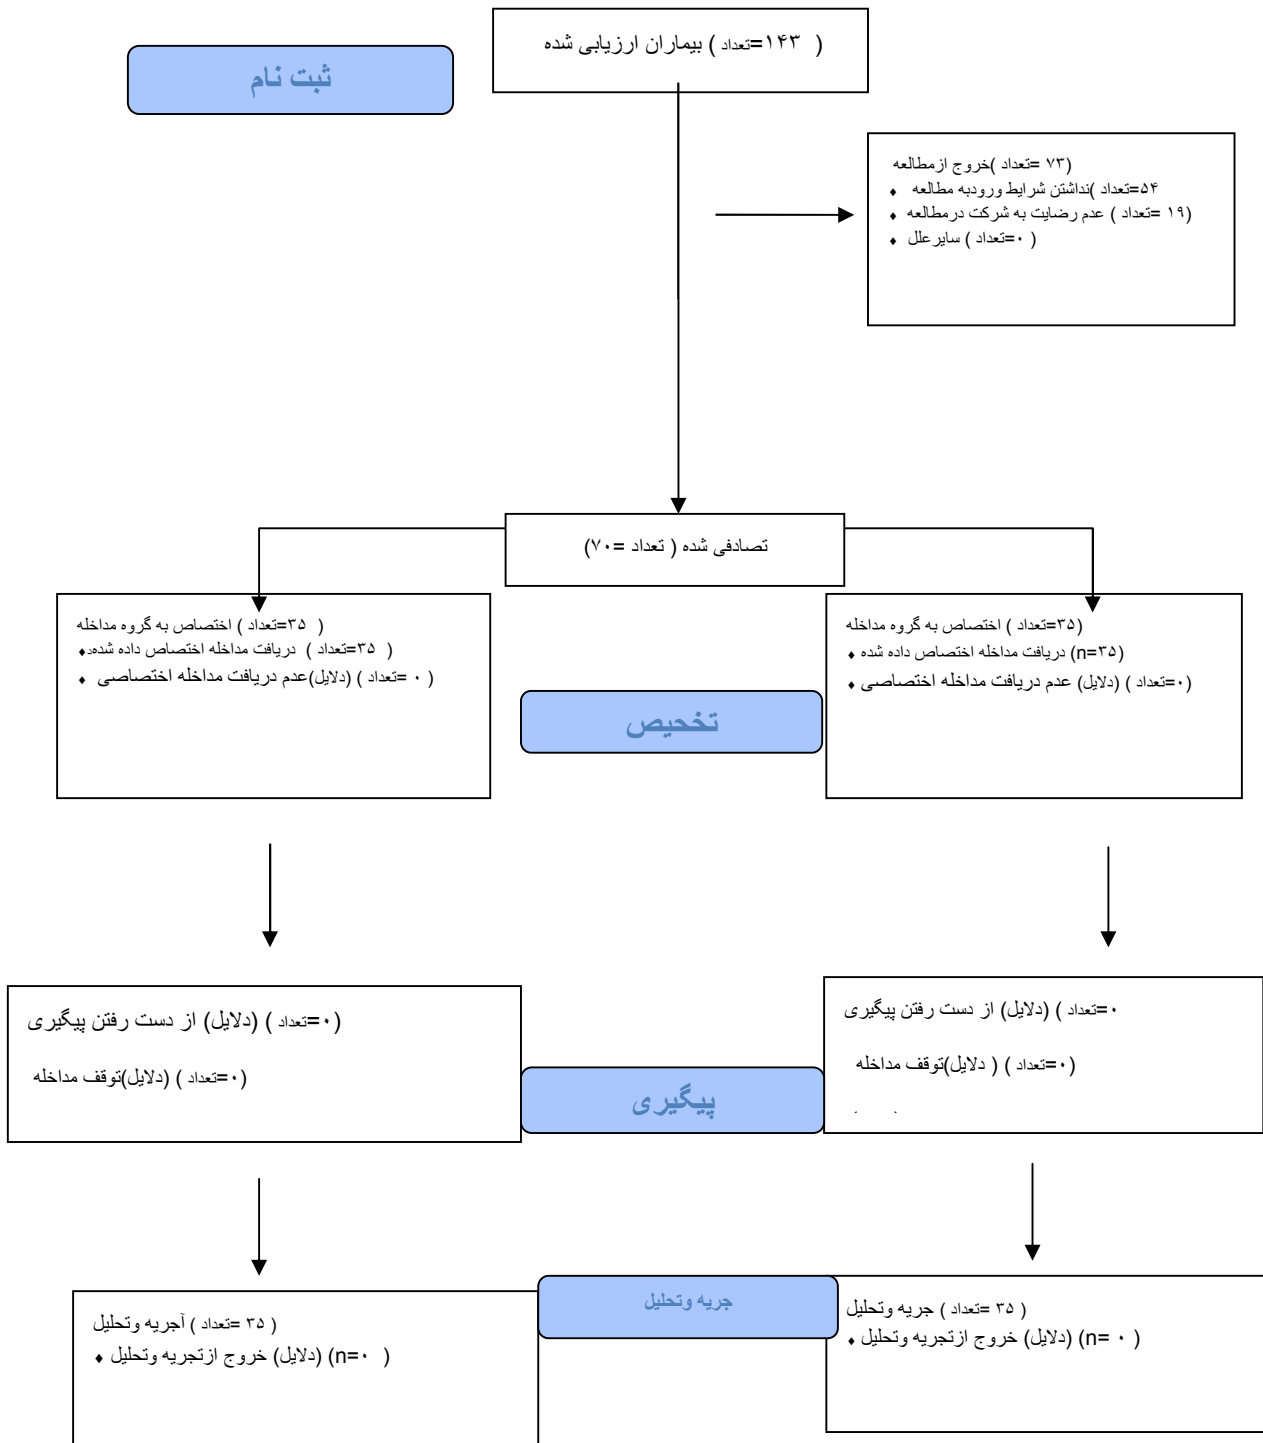 بیماران ارزیابی شده ( تعداد=۱۴۳ )
ثبت نام
خروج ازمطالعه( تعداد= ۷۳)
♦ نداشتن شرایط ورودبه مطالعه( تعداد=۵۴
♦ عدم رضایت به شرکت درمطالعه ( تعداد= ۱۹)
♦ سایرعلل ( تعداد=۰ )
تصادفی شده ( تعداد =۷۰)
اختصاص به گروه مداخله ( تعداد=۳۵)
♦ دریافت مداخله اختصاص داده شده (n=۳۵)
♦ عدم دریافت مداخله اختصاصی (دلایل) ( تعداد=۰)
اختصاص به گروه مداخله ( تعداد=۳۵ )
♦دریافت مداخله اختصاص داده شده. ( تعداد=۳۵ )
♦ عدم دریافت مداخله اختصاصی(دلایل) ( تعداد= ۰ )
تخحیص
از دست رفتن پیگیری (دلایل) ( تعداد=۰
توقف مداخله(دلایل ) ( تعداد=۰)
از دست رفتن پیگیری (دلایل) ( تعداد=۰)
توقف مداخله(دلایل) ( تعداد=۰)
پیگیری
جریه وتحلیل
جریه وتحلیل ( تعداد= ۳۵ )
♦ خروج ازتجریه وتحلیل (دلایل) (n= ۰ )
آجریه وتحلیل ( تعداد= ۳۵ )
♦ خروج ازتجریه وتحلیل (دلایل) (n=۰ )